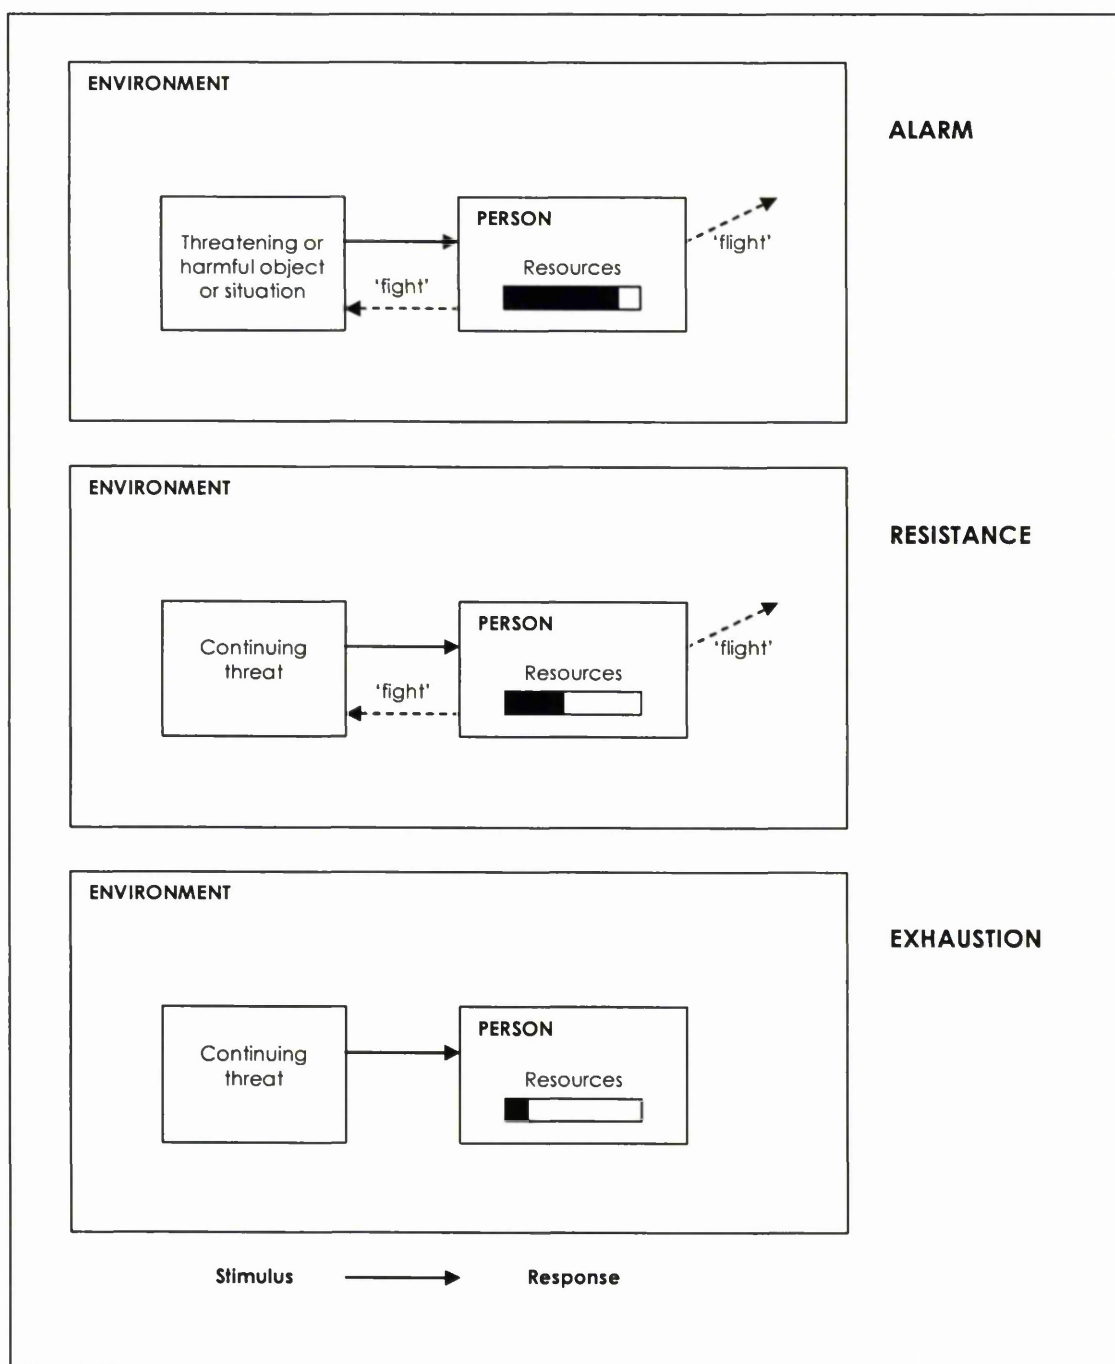 ENVIRONMENT
ALARM
Threatening or
harmful object
or situation
'fight'
PERSON
Resources
'flight'
ENVIRONMENT
RESISTANCE
Continuing
threat
'fight'
PERSON
Resources
'flight'
ENVIRONMENT
EXHAUSTION
Continuing
threat
PERSON
Resources
Stimulus
Response